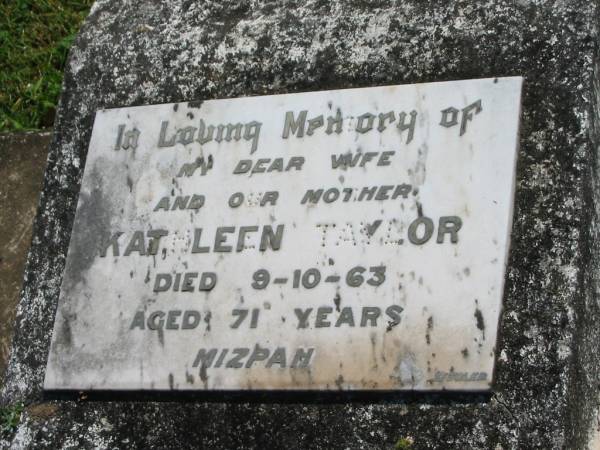 In Loving Memory of
MY DEAR WIFE
AND OUR MOTHER
KATHLEEN TAYLOR
DIED 9-10-63
AGED 71 YEARS
MIZPAH